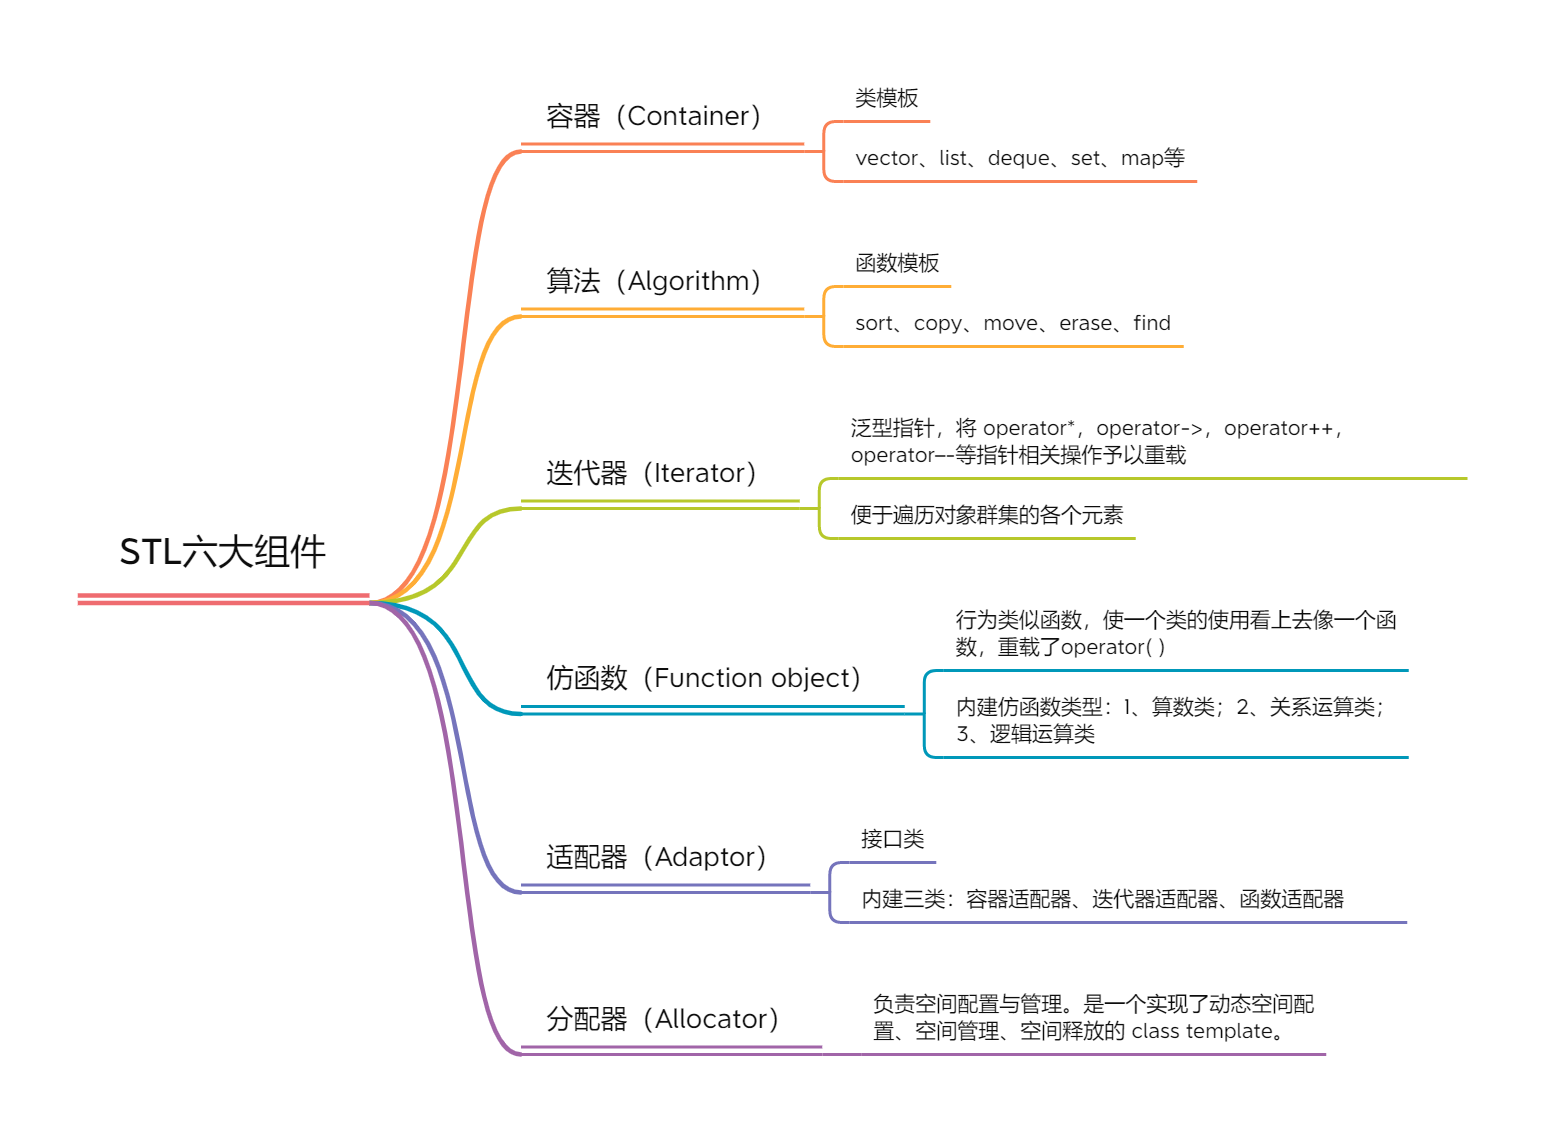 STL六大组件
容器（Container）
类模板
vector、list、deque、set、map等
算法（Algorithm）
函数模板
sort、copy、move、erase、find
迭代器（Iterator）
泛型指针，将 operator*，operator->，operator++，
operator–-等指针相关操作予以重载
便于遍历对象群集的各个元素
仿函数（Function object）
行为类似函数，使一个类的使用看上去像一个函
数，重载了operator( )
内建仿函数类型：1、算数类；2、关系运算类；
3、逻辑运算类
适配器（Adaptor）
接口类
内建三类：容器适配器、迭代器适配器、函数适配器
分配器（Allocator）
负责空间配置与管理。是一个实现了动态空间配
置、空间管理、空间释放的 class template。